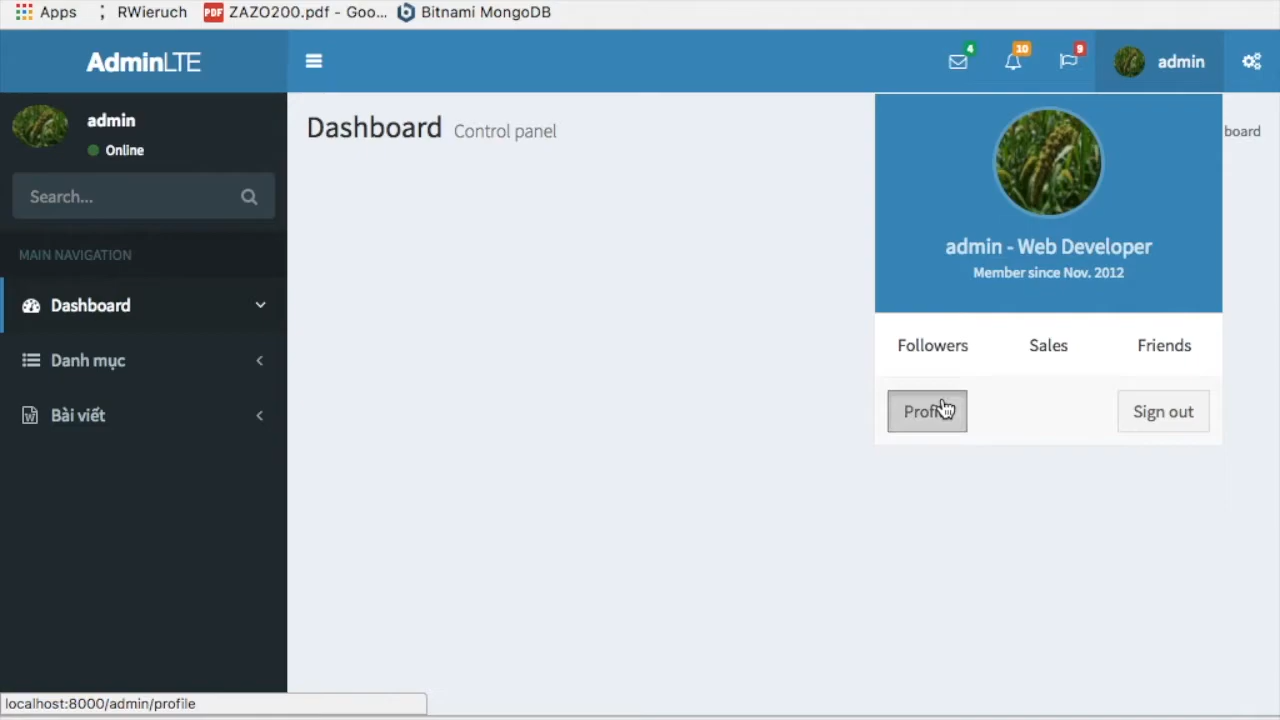 Apps RWieruch ZAZO200.pdf - Goo... Bitnami MongoDB
AdminLTE 4 10 9 admin
admin
Online
Search...
MAIN NAVIGATION
Dashboard
Danh mục
Bài viết
Dashboard Control panel board
admin - Web Developer
Member since Nov. 2012
Followers Sales Friends
Sign out
localhost:8000/admin/profile